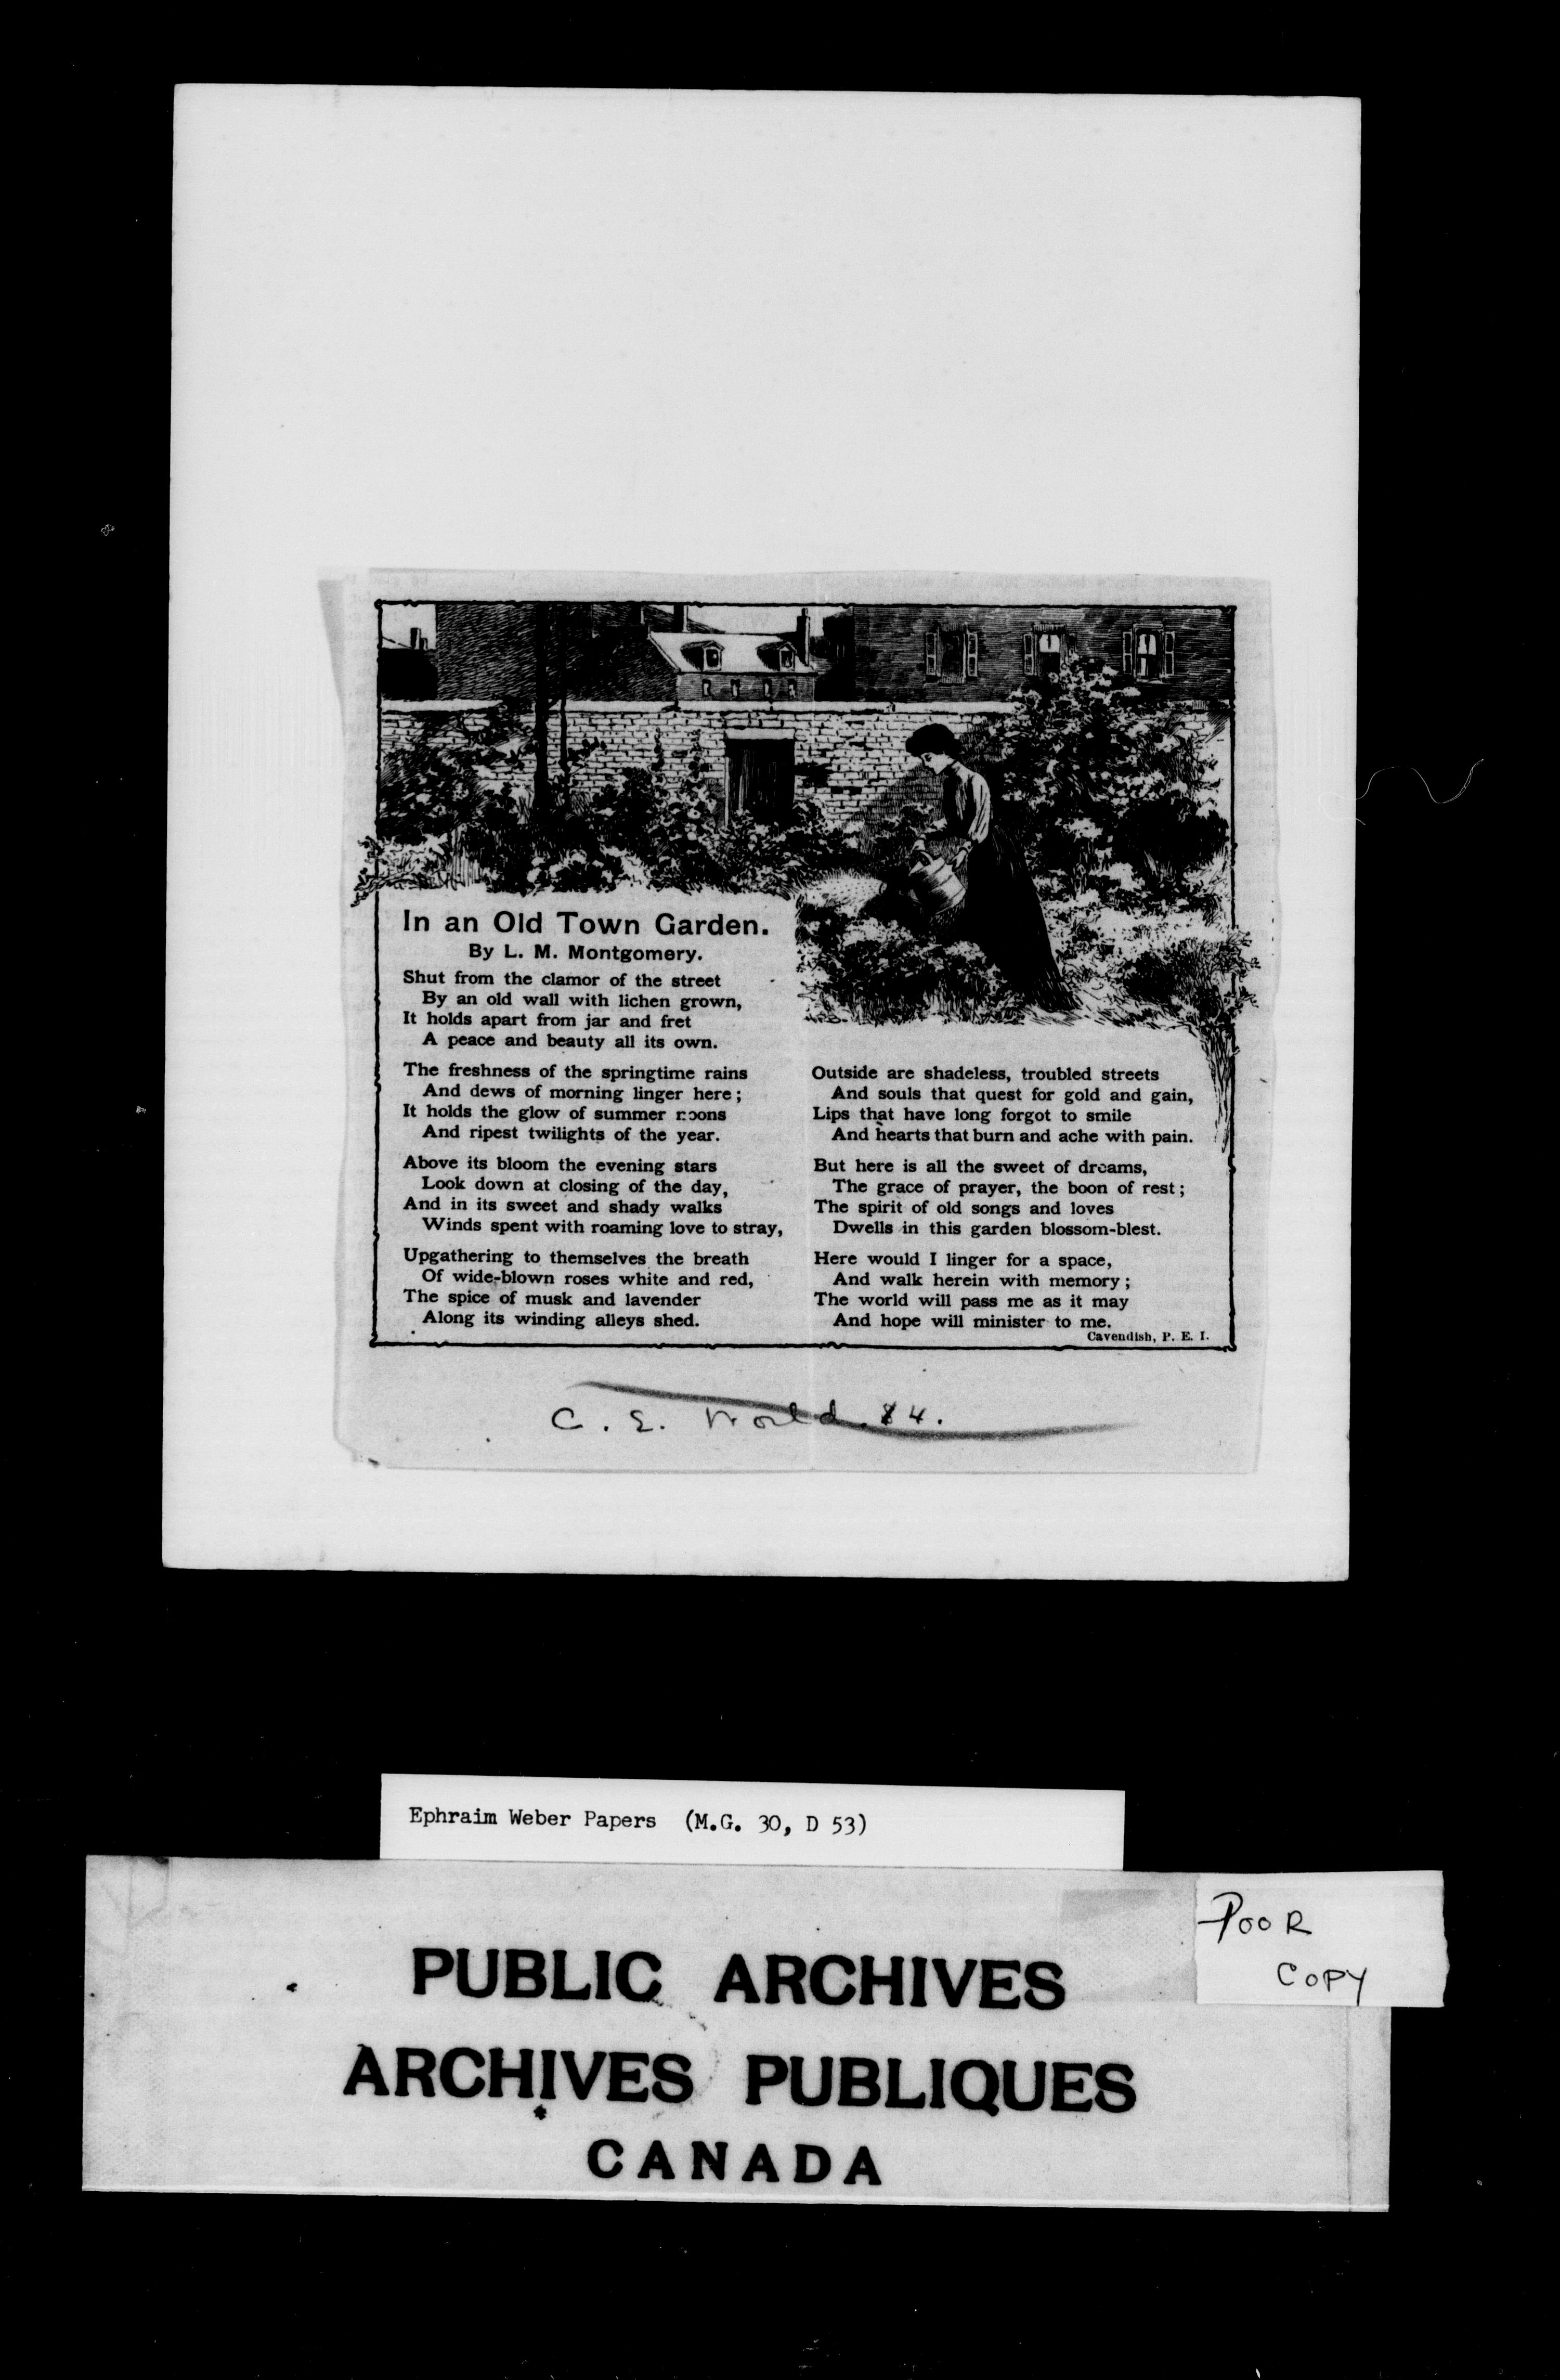 In an Old Town Garden.
By L. M. Montgomery.
Shut from the clamor of the street
By an old wall with lichen grown,
It holds apart from jar and fret
A peace and beauty all its own.
The freshness of the springtime rains
And dews of morning linger here;
It holds the glow of summer noons
And ripest twilights of the year.
Above its bloom the evening stars
Look down at closing of the day,
And in its sweet and shady walks
Winds spent with roaming love to stray,
Upgathering to themselves the breath
Of wide-blown roses white and red,
The spice of musk and lavender
Along its winding alleys shed.
Outside are shadeless, troubled streets
And souls that quest for gold and gain,
Lips that have long forgot to smile
And hearts that burn and ache with pain.
But here is all the sweet of dreams,
The grace of prayer, the boon of rest;
The spirit of old songs and loves
Dwells in this garden blossom-blest.
Here would I linger for a space,
And walk herein with memory;
The world will pass me as it may
And hope will minister to me.
Cavendish, P. E. I.
C. E. World. $4.
Ephraim Weber Papers (M.G. 30, D 53)
POOR
COPY
PUBLIC ARCHIVES
ARCHIVES PUBLIQUES
CANADA